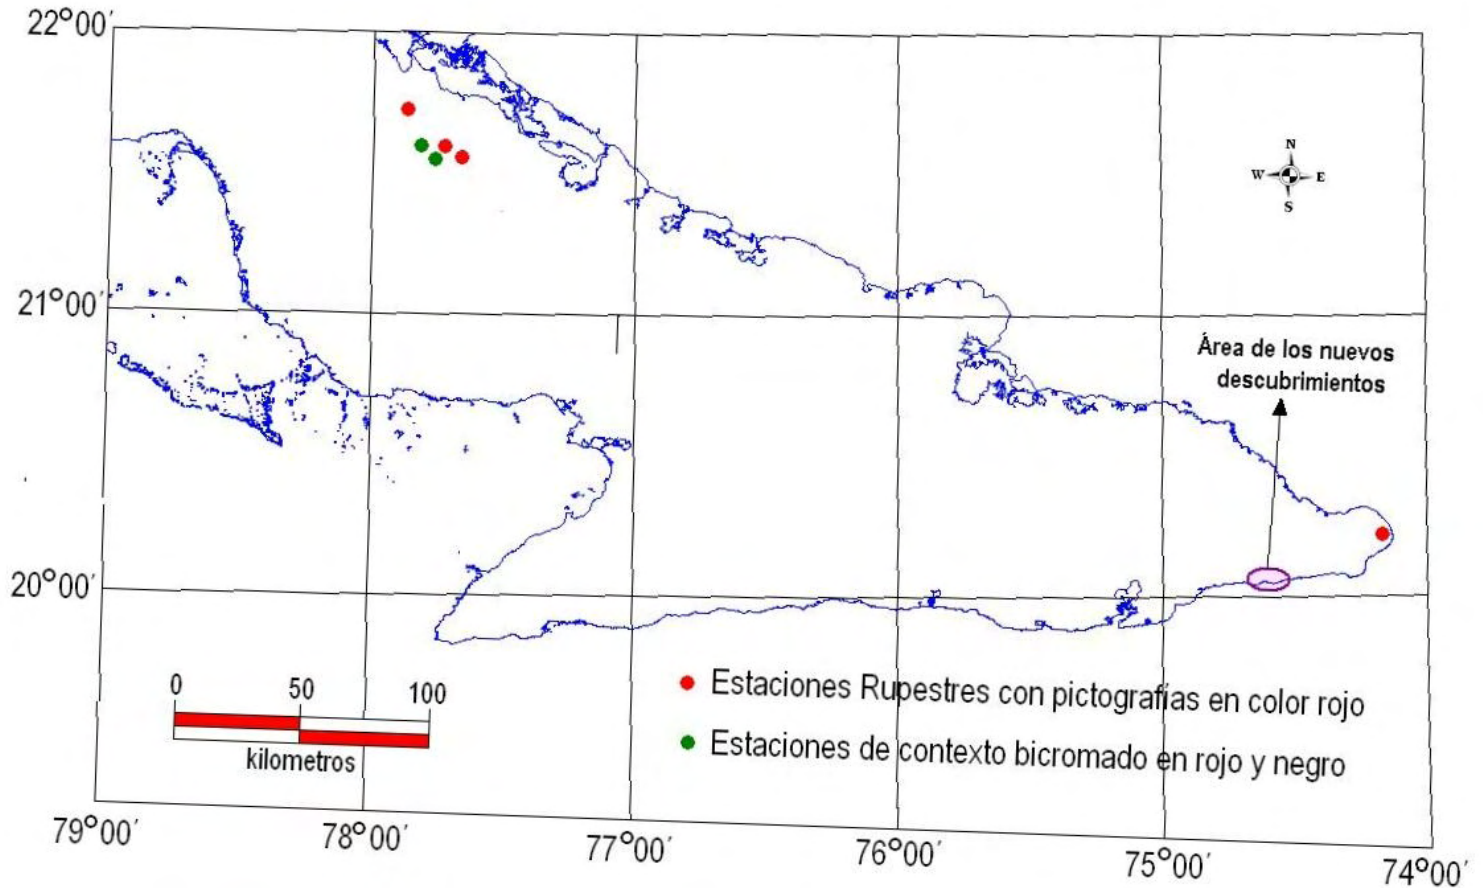 22°00′
N
W E
S
21°00′
Área de los nuevos
descubrimientos
20°00′
0 50 100
kilometros
Estaciones Rupestres con pictografías en color rojo
Estaciones de contexto bicromado en rojo y negro
79°00′ 78°00′ 77°00′ 76°00′ 75°00′ 74°00′